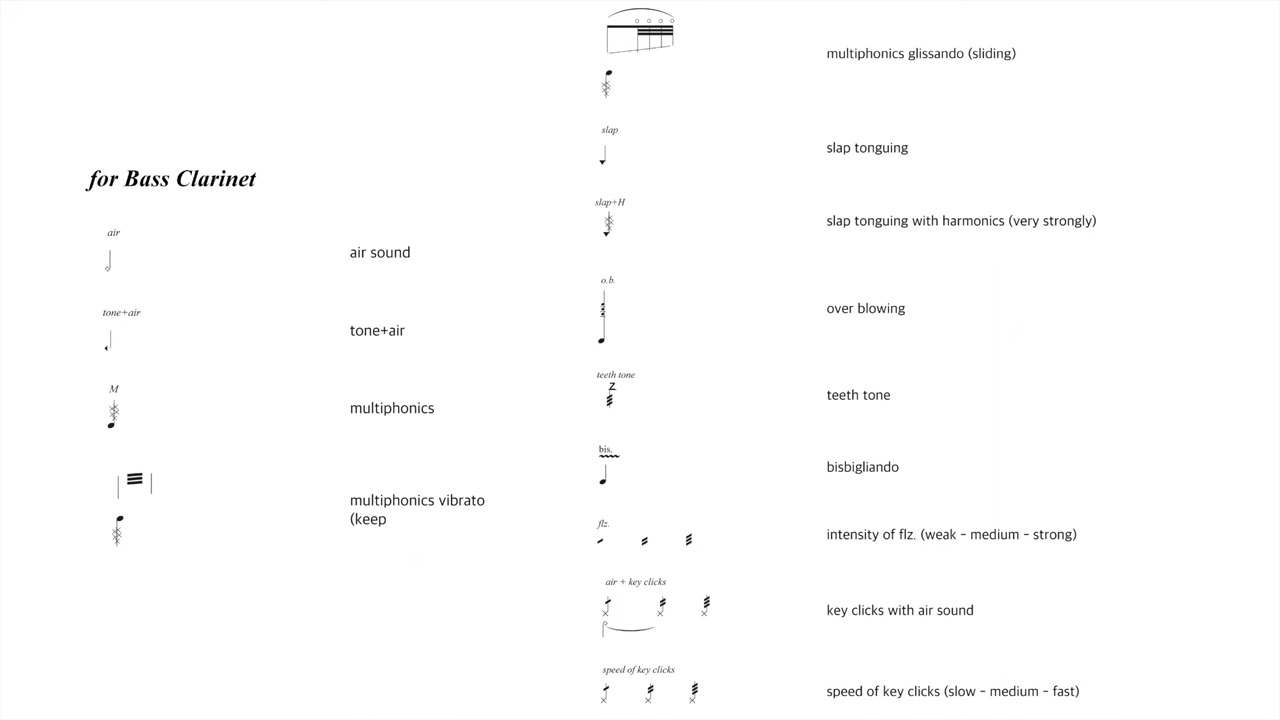 for Bass Clarinet
air
air sound
tone+air
tone+air
M
multiphonics
multiphonics vibrato
(keep
multiphonics glissando (sliding)
slap
slap tonguing
slap+H
slap tonguing with harmonics (very strongly)
o.b.
over blowing
teeth tone
z
teeth tone
bis.
bisbigliando
flz.
intensity of flz. (weak - medium - strong)
air + key clicks
key clicks with air sound
speed of key clicks
speed of key clicks (slow - medium - fast)